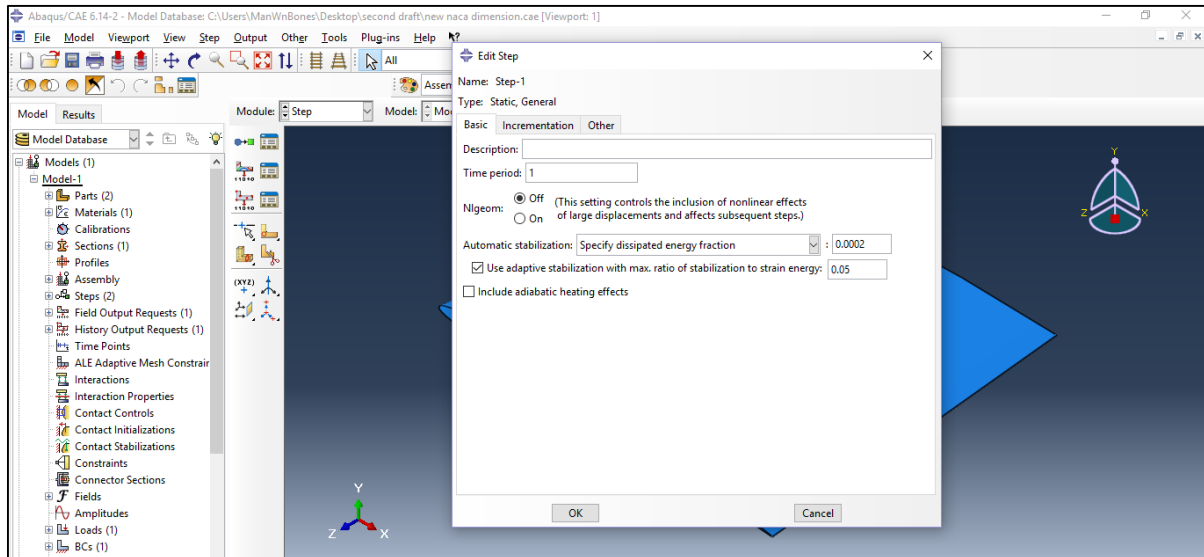 Abaqus/CAE 6.14-2 - Model Database: C:\Users\ManWnBones\Desktop\second draft\new naca dimension.cae [Viewport: 1]
File Model Viewport View Step Output Other Tools Plug-ins Help
All
Assem
Model Results
Module: Step Model: Mo
Model Database
Models (1)
Model-1
Parts (2)
Materials (1)
Calibrations
Sections (1)
Profiles
Assembly
Steps (2)
Field Output Requests (1)
History Output Requests (1)
Time Points
ALE Adaptive Mesh Constrain
Interactions
Interaction Properties
Contact Controls
Contact Initializations
Contact Stabilizations
Constraints
Connector Sections
Fields
Amplitudes
Loads (1)
BCs (1)
(XYZ)
Edit Step
Name: Step-1
Type: Static, General
Basic Incrementation Other
Description:
Time period: 1
Nlgeom: Off On (This setting controls the inclusion of nonlinear effects
of large displacements and affects subsequent steps.)
Automatic stabilization: Specify dissipated energy fraction : 0.0002
Use adaptive stabilization with max. ratio of stabilization to strain energy: 0.05
Include adiabatic heating effects
OK Cancel
Y
Z X
Y
Z X